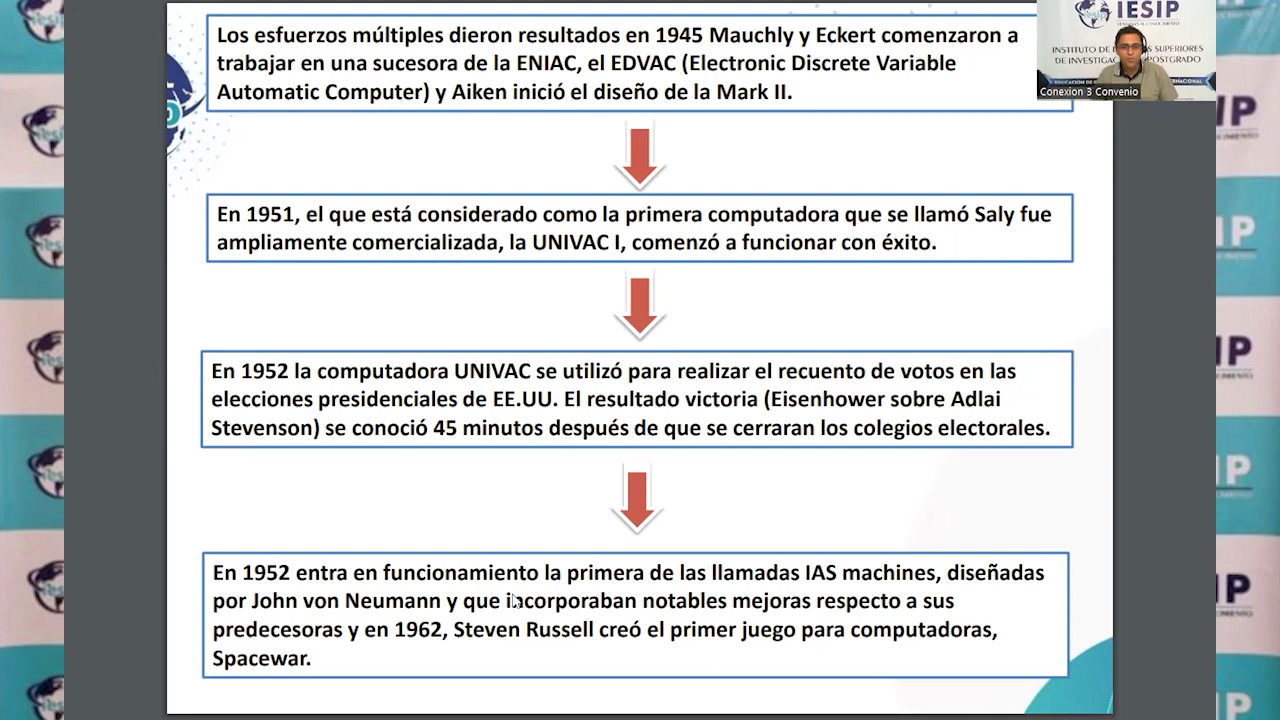 Los esfuerzos múltiples dieron resultados en 1945 Mauchly y Eckert comenzaron a
trabajar en una sucesora de la ENIAC, el EDVAC (Electronic Discrete Variable
Automatic Computer) y Aiken inició el diseño de la Mark II.
IESIP
INSTITUTO DE SUPERIORES
DE INVESTIGAC POSTGRADO
Conexion 3 Convenio
En 1951, el que está considerado como la primera computadora que se llamó Saly fue
ampliamente comercializada, la UNIVAC I, comenzó a funcionar con éxito.
En 1952 la computadora UNIVAC se utilizó para realizar el recuento de votos en las
elecciones presidenciales de EE.UU. El resultado victoria (Eisenhower sobre Adlai
Stevenson) se conoció 45 minutos después de que se cerraran los colegios electorales.
En 1952 entra en funcionamiento la primera de las llamadas IAS machines, diseñadas
por John von Neumann y que incorporaban notables mejoras respecto a sus
predecesoras y en 1962, Steven Russell creó el primer juego para computadoras,
Spacewar.